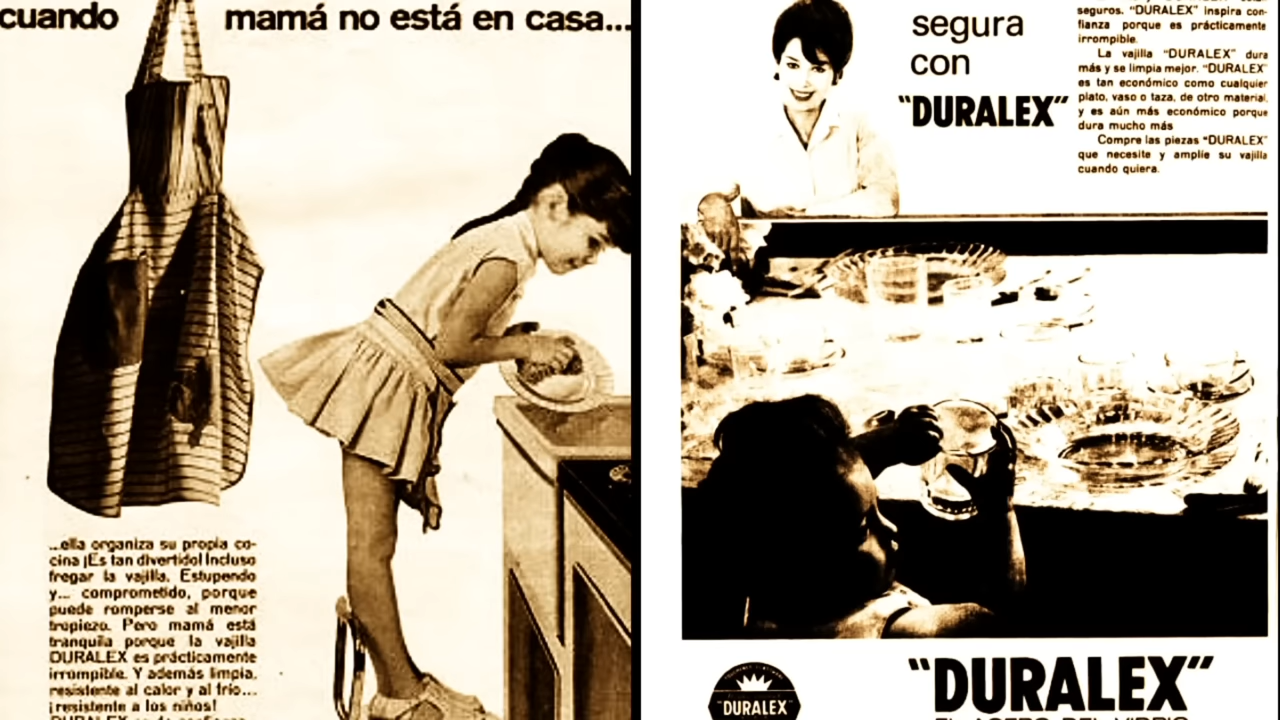 cuando mamá no está en casa...
...ella organiza su propia co-
cina ¡Es tan divertido! Incluso
fregar la vajilla. Estupendo
y... comprometido, porque
puede romperse al menor
tropiezo. Pero mamá está
tranquila porque la vajilla
DURALEX es prácticamente
irrompible. Y además limpia,
resistente al calor y al frío...
¡resistente a los niños!
segura
con
"DURALEX"
seguros. "DURALEX" inspira con-
fianza porque es prácticamente
irrompible.
La vajilla "DURALEX" dura
más y se limpia mejor. "DURALEX"
es tan económico como cualquier
plato, vaso o taza, de otro material,
y es aún más económico porque
dura mucho más
Compre las piezas "DURALEX"
que necesite y amplíe su vajilla
cuando quiera.
"DURALEX"
"DURALEX"
EL ACERO DEL VIDRIO